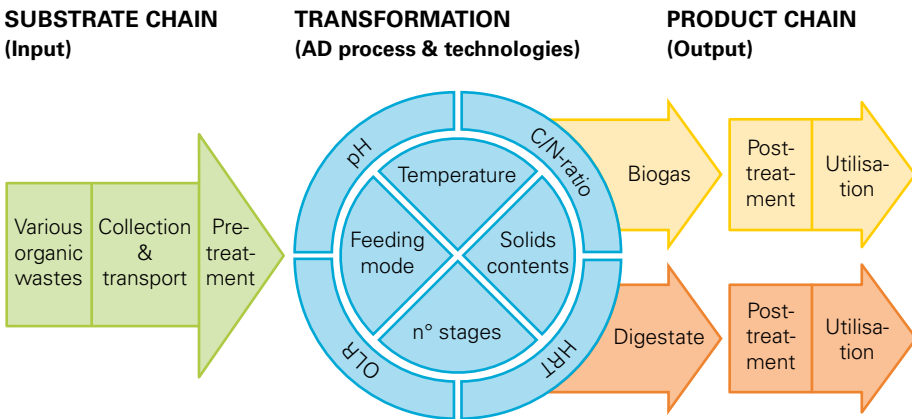 SUBSTRATE CHAIN
(Input)
TRANSFORMATION
(AD process & technologies)
PRODUCT CHAIN
(Output)
Various
organic
wastes
Collection
&
transport
Pre-
treat-
ment
pH
C/N-ratio
Temperature
Feeding
mode
Solids
contents
n° stages
OLR
HRT
Biogas
Post-
treat-
ment
Utilisa-
tion
Digestate
Post-
treat-
ment
Utilisa-
tion